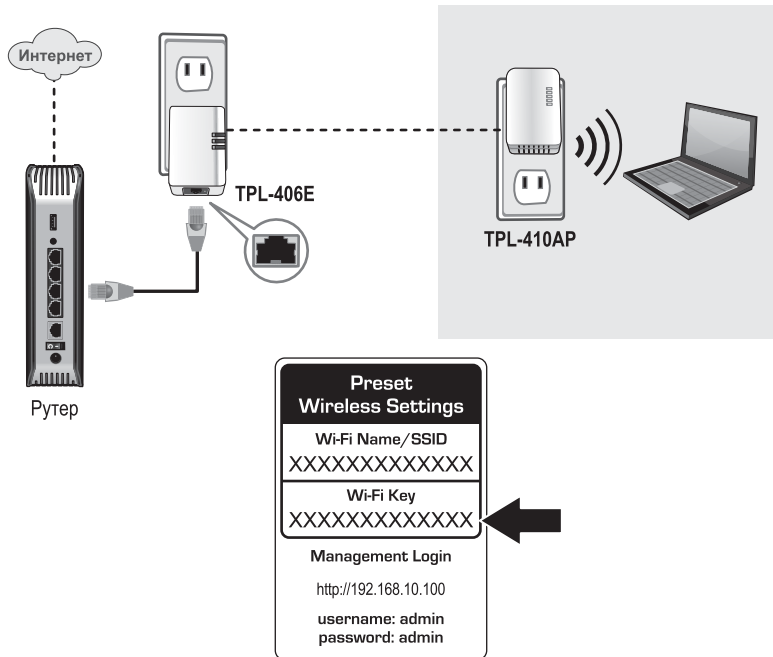 Интернет
TPL-406E
TPL-410AP
Рутер
Preset
Wireless Settings
Wi-Fi Name/SSID
XXXXXXXXXXXXX
Wi-Fi Key
XXXXXXXXXXXXX
Management Login
http://192.168.10.100
username: admin
password: admin